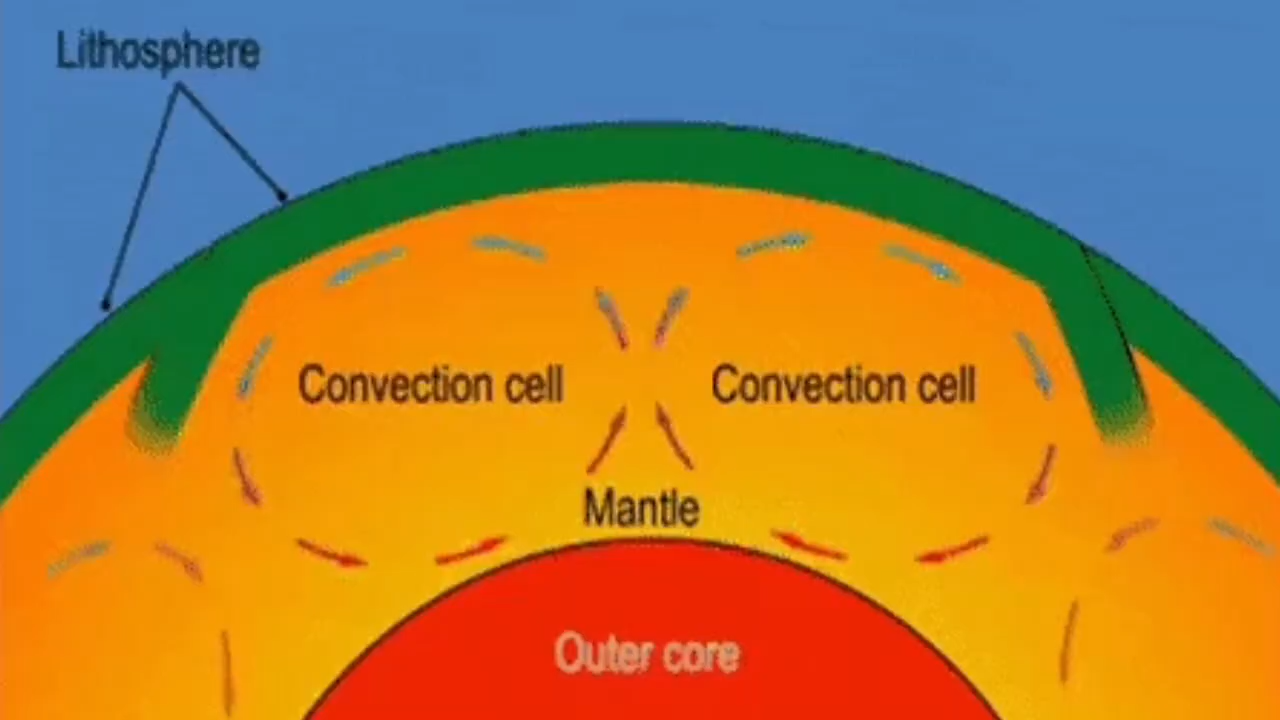 Lithosphere
Convection cell
Convection cell
Mantle
Outer core